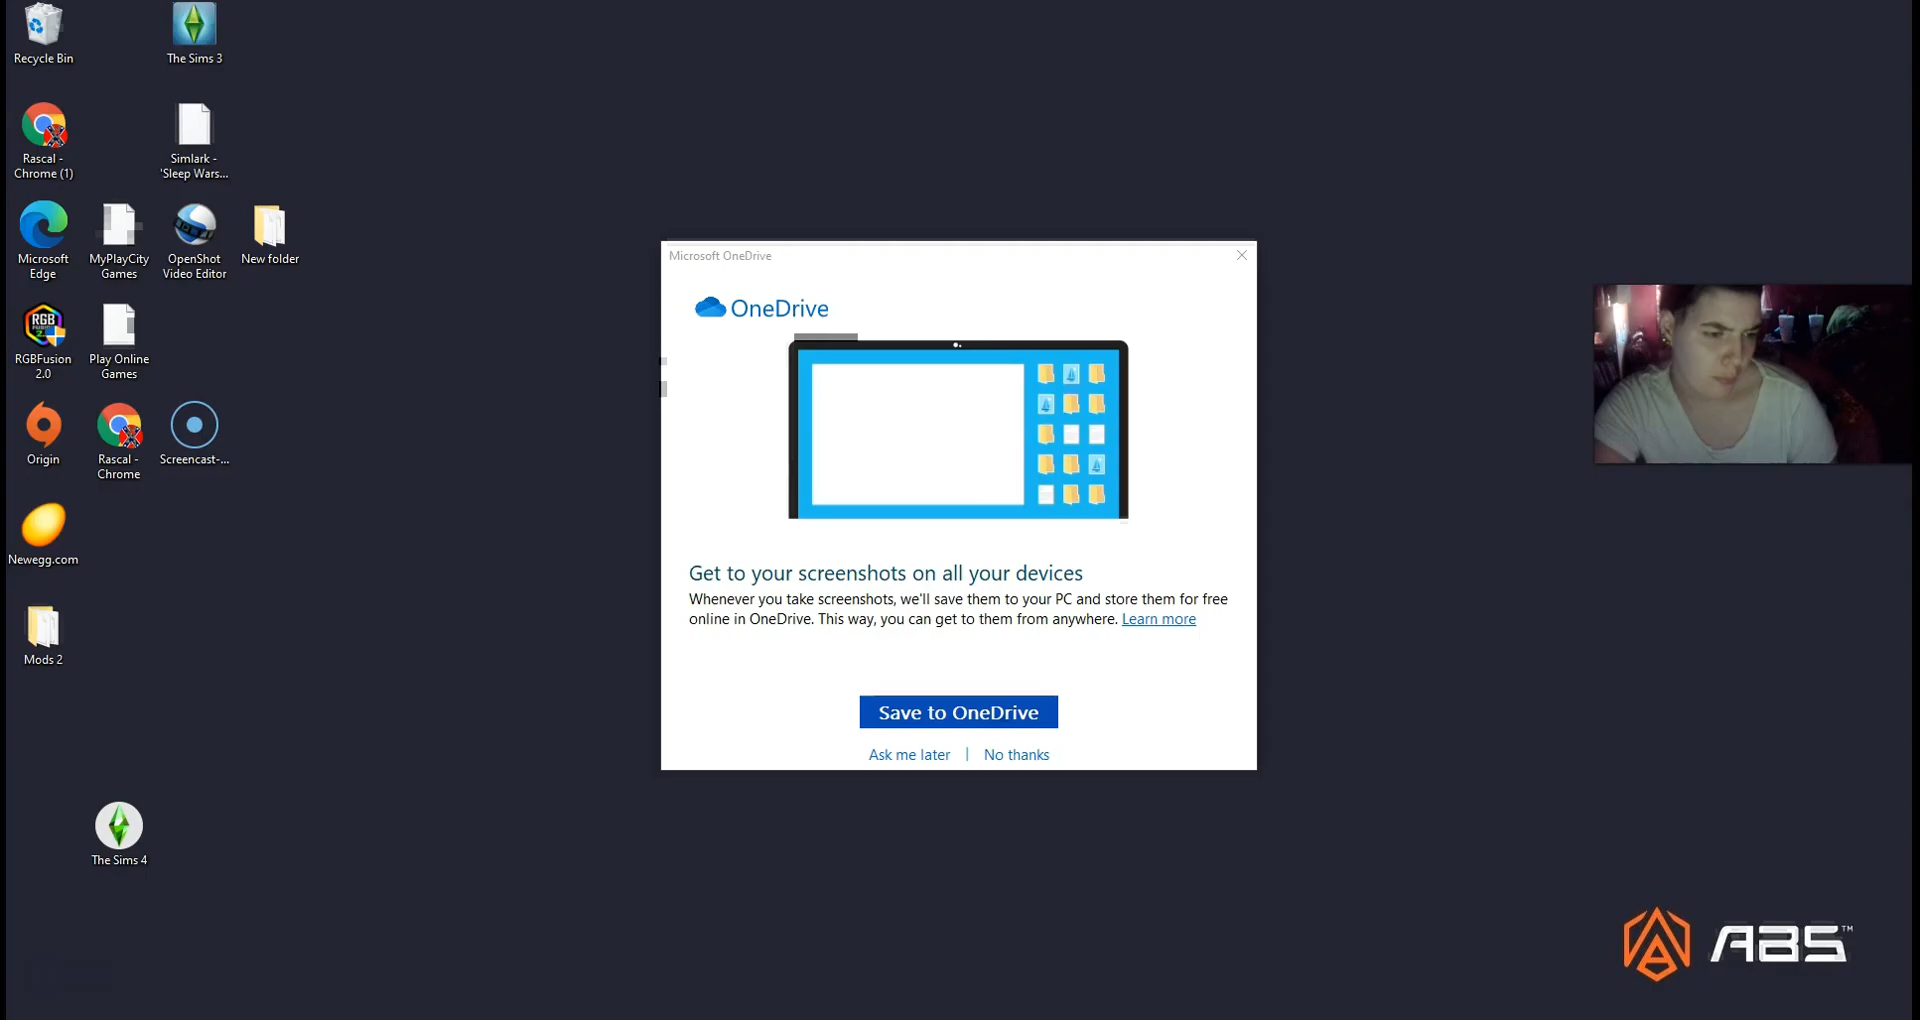 Recycle Bin
The Sims 3
Rascal -
Chrome (1)
Simlark -
'Sleep Wars...
Microsoft
Edge
MyPlayCity
Games
OpenShot
Video Editor
New folder
RGB
RGBFusion
2.0
Play Online
Games
Origin
Rascal -
Chrome
Screencast-...
Newegg.com
Mods 2
The Sims 4
Microsoft OneDrive
OneDrive
Get to your screenshots on all your devices
Whenever you take screenshots, we'll save them to your PC and store them for free
online in OneDrive. This way, you can get to them from anywhere. Learn more
Save to OneDrive
Ask me later | No thanks
ABS™